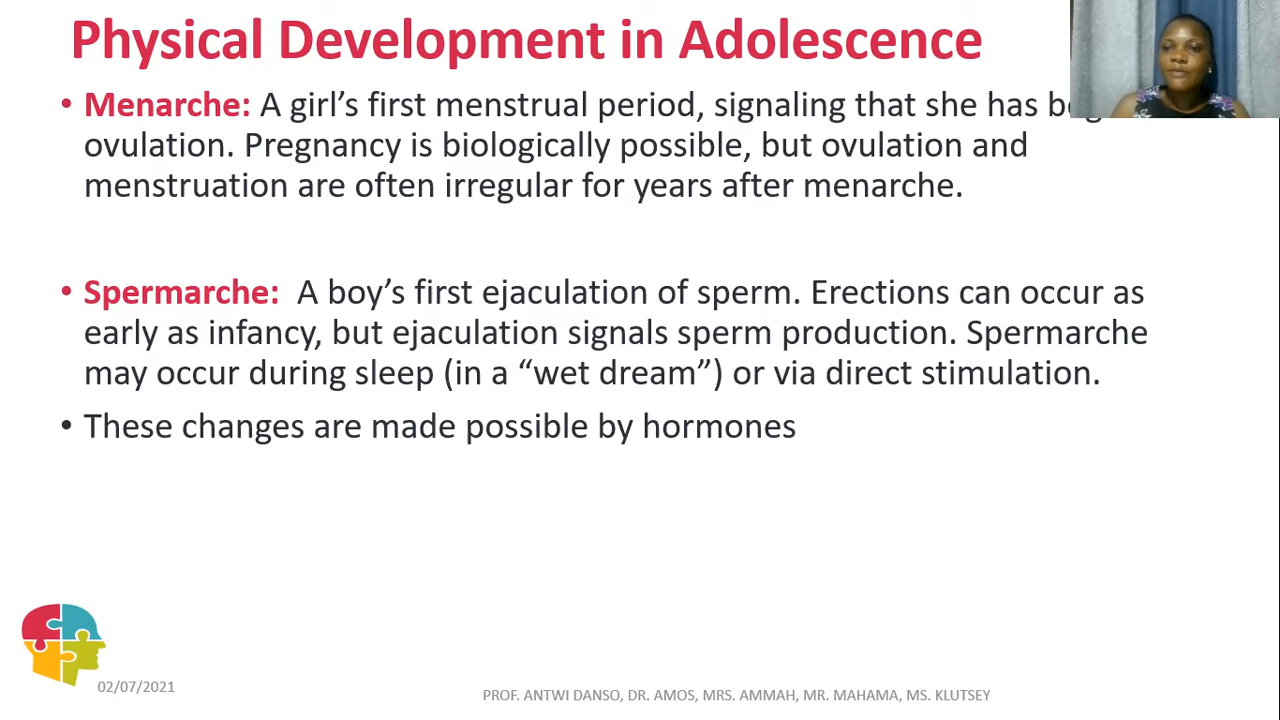 Physical Development in Adolescence
• Menarche: A girl’s first menstrual period, signaling that she has
ovulation. Pregnancy is biologically possible, but ovulation and
menstruation are often irregular for years after menarche.
• Spermarche: A boy’s first ejaculation of sperm. Erections can occur as
early as infancy, but ejaculation signals sperm production. Spermarche
may occur during sleep (in a “wet dream”) or via direct stimulation.
• These changes are made possible by hormones
02/07/2021
PROF. ANTWI DANSO, DR. AMOS, MRS. AMMAH, MR. MAHAMA, MS. KLUTSEY